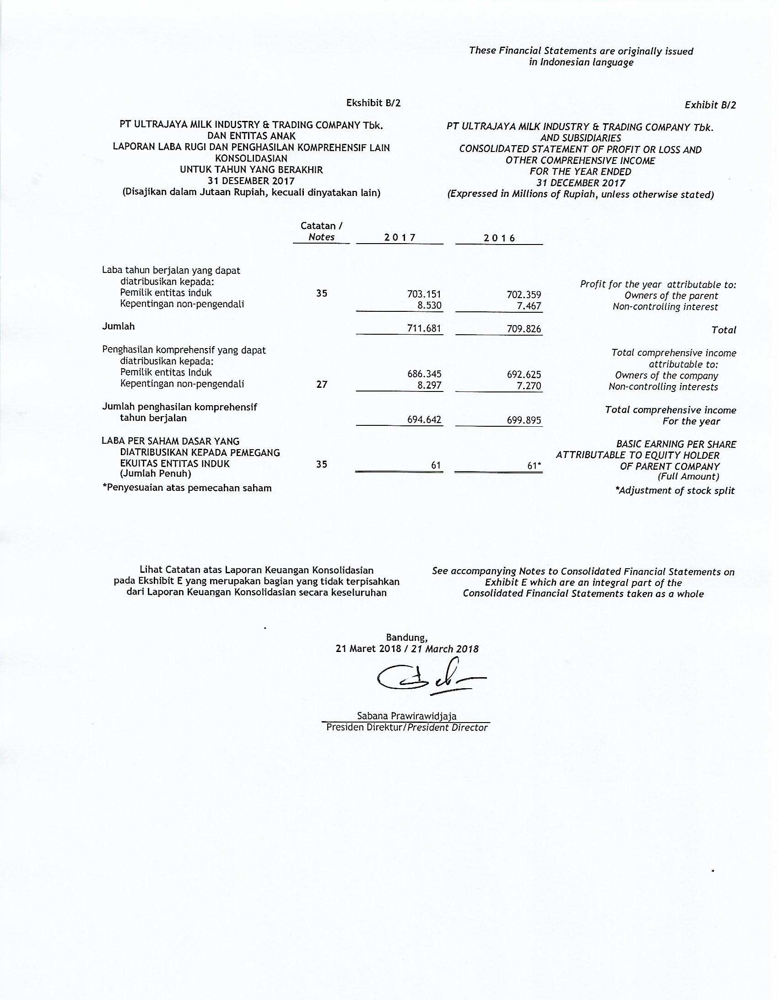 These Financial Statements are originally issued
in Indonesian language
Ekshibit B/2
Exhibit B/2
PT ULTRAJAYA MILK INDUSTRY & TRADING COMPANY Tbk.
DAN ENTITAS ANAK
LAPORAN LABA RUGI DAN PENGHASILAN KOMPREHENSIF LAIN
KONSOLIDASIAN
UNTUK TAHUN YANG BERAKHIR
31 DESEMBER 2017
(Disajikan dalam Jutaan Rupiah, kecuali dinyatakan lain)
PT ULTRAJAYA MILK INDUSTRY & TRADING COMPANY Tbk.
AND SUBSIDIARIES
CONSOLIDATED STATEMENT OF PROFIT OR LOSS AND
OTHER COMPREHENSIVE INCOME
FOR THE YEAR ENDED
31 DECEMBER 2017
(Expressed in Millions of Rupiah, unless otherwise stated)
Catatan /
Notes 2 0 1 7 2 0 1 6
Laba tahun berjalan yang dapat
diatribusikan kepada: Profit for the year attributable to:
Pemilik entitas induk 35 703.151 702.359 Owners of the parent
Kepentingan non-pengendali 8.530 7.467 Non-controlling interest
Jumlah 711.681 709.826 Total
Penghasilan komprehensif yang dapat Total comprehensive income
diatribusikan kepada: attributable to:
Pemilik entitas Induk 686.345 692.625 Owners of the company
Kepentingan non-pengendali 27 8.297 7.270 Non-controlling interests
Jumlah penghasilan komprehensif Total comprehensive income
tahun berjalan 694.642 699.895 For the year
LABA PER SAHAM DASAR YANG BASIC EARNING PER SHARE
DIATRIBUSIKAN KEPADA PEMEGANG ATTRIBUTABLE TO EQUITY HOLDER
EKUITAS ENTITAS INDUK 35 61 61* OF PARENT COMPANY
(Jumlah Penuh) (Full Amount)
*Penyesuaian atas pemecahan saham *Adjustment of stock split
Lihat Catatan atas Laporan Keuangan Konsolidasian
pada Ekshibit E yang merupakan bagian yang tidak terpisahkan
dari Laporan Keuangan Konsolidasian secara keseluruhan
See accompanying Notes to Consolidated Financial Statements on
Exhibit E which are an integral part of the
Consolidated Financial Statements taken as a whole
Bandung,
21 Maret 2018 / 21 March 2018
Sabana Prawirawidjaja
Presiden Direktur/President Director